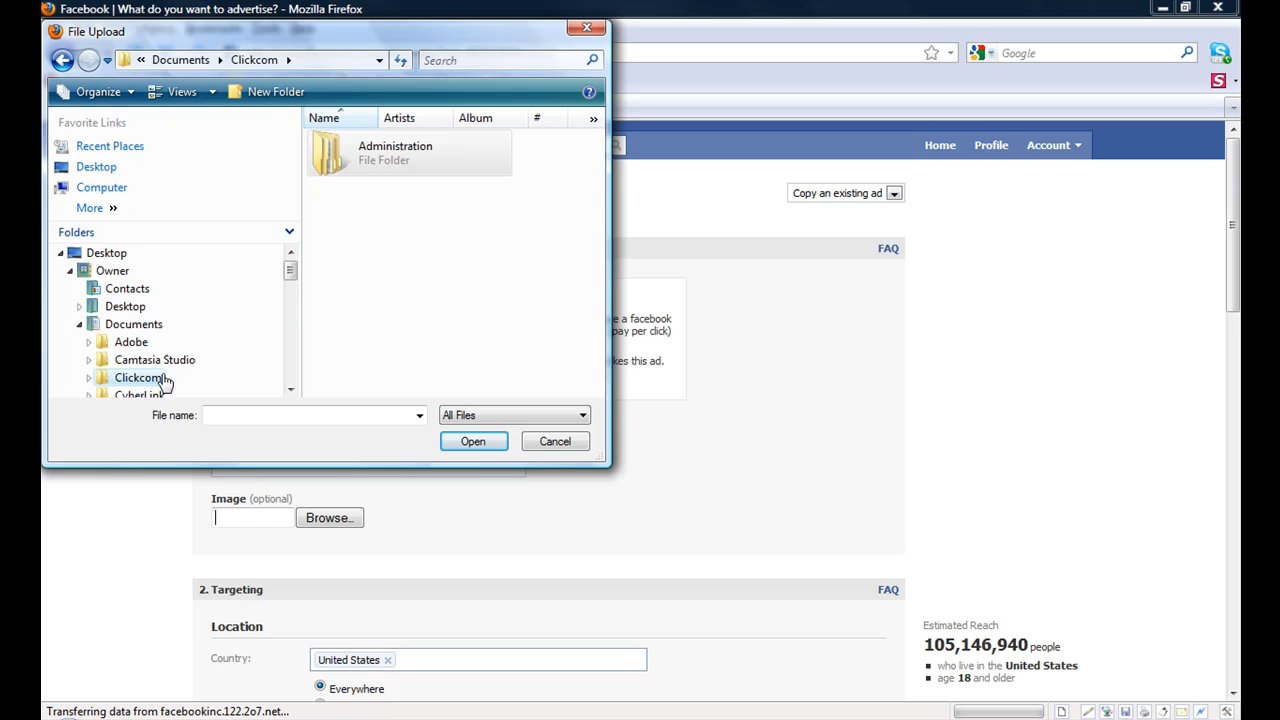 Facebook | What do you want to advertise? - Mozilla Firefox
File Upload
« Documents Clickcom Search
Google
Organize Views New Folder
Favorite Links
Recent Places
Desktop
Computer
More »
Folders
Desktop
Owner
Contacts
Desktop
Documents
Adobe
Camtasia Studio
Clickcom
CyberLink
Name Artists Album # »
Administration
File Folder
File name: All Files
Open Cancel
Home Profile Account
Copy an existing ad
FAQ
e a facebook
pay per click)
kes this ad.
Image (optional)
Browse..
2. Targeting FAQ
Location
Country: United States ×
Everywhere
Estimated Reach
105,146,940 people
who live in the United States
age 18 and older
Transferring data from facebookinc.122.2o7.net...